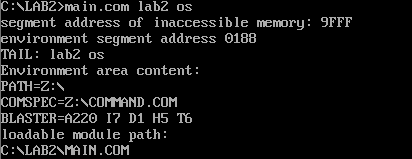 C:\LAB2>main.com lab2 os
segment address of inaccessible memory: 9FFF
environment segment address 0188
TAIL: lab2 os
Environment area content:
PATH=Z:\
COMSPEC=Z:\COMMAND.COM
BLASTER=A220 I7 D1 H5 T6
loadable module path:
C:\LAB2\MAIN.COM